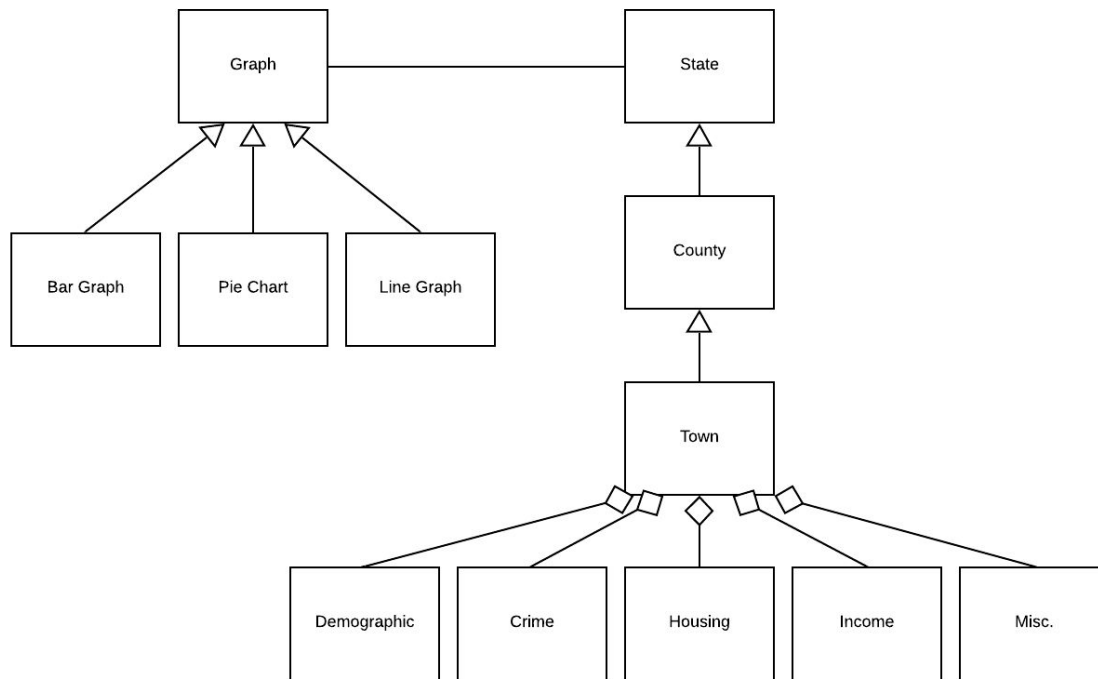 Graph
State
County
Bar Graph
Pie Chart
Line Graph
Town
Demographic
Crime
Housing
Income
Misc.